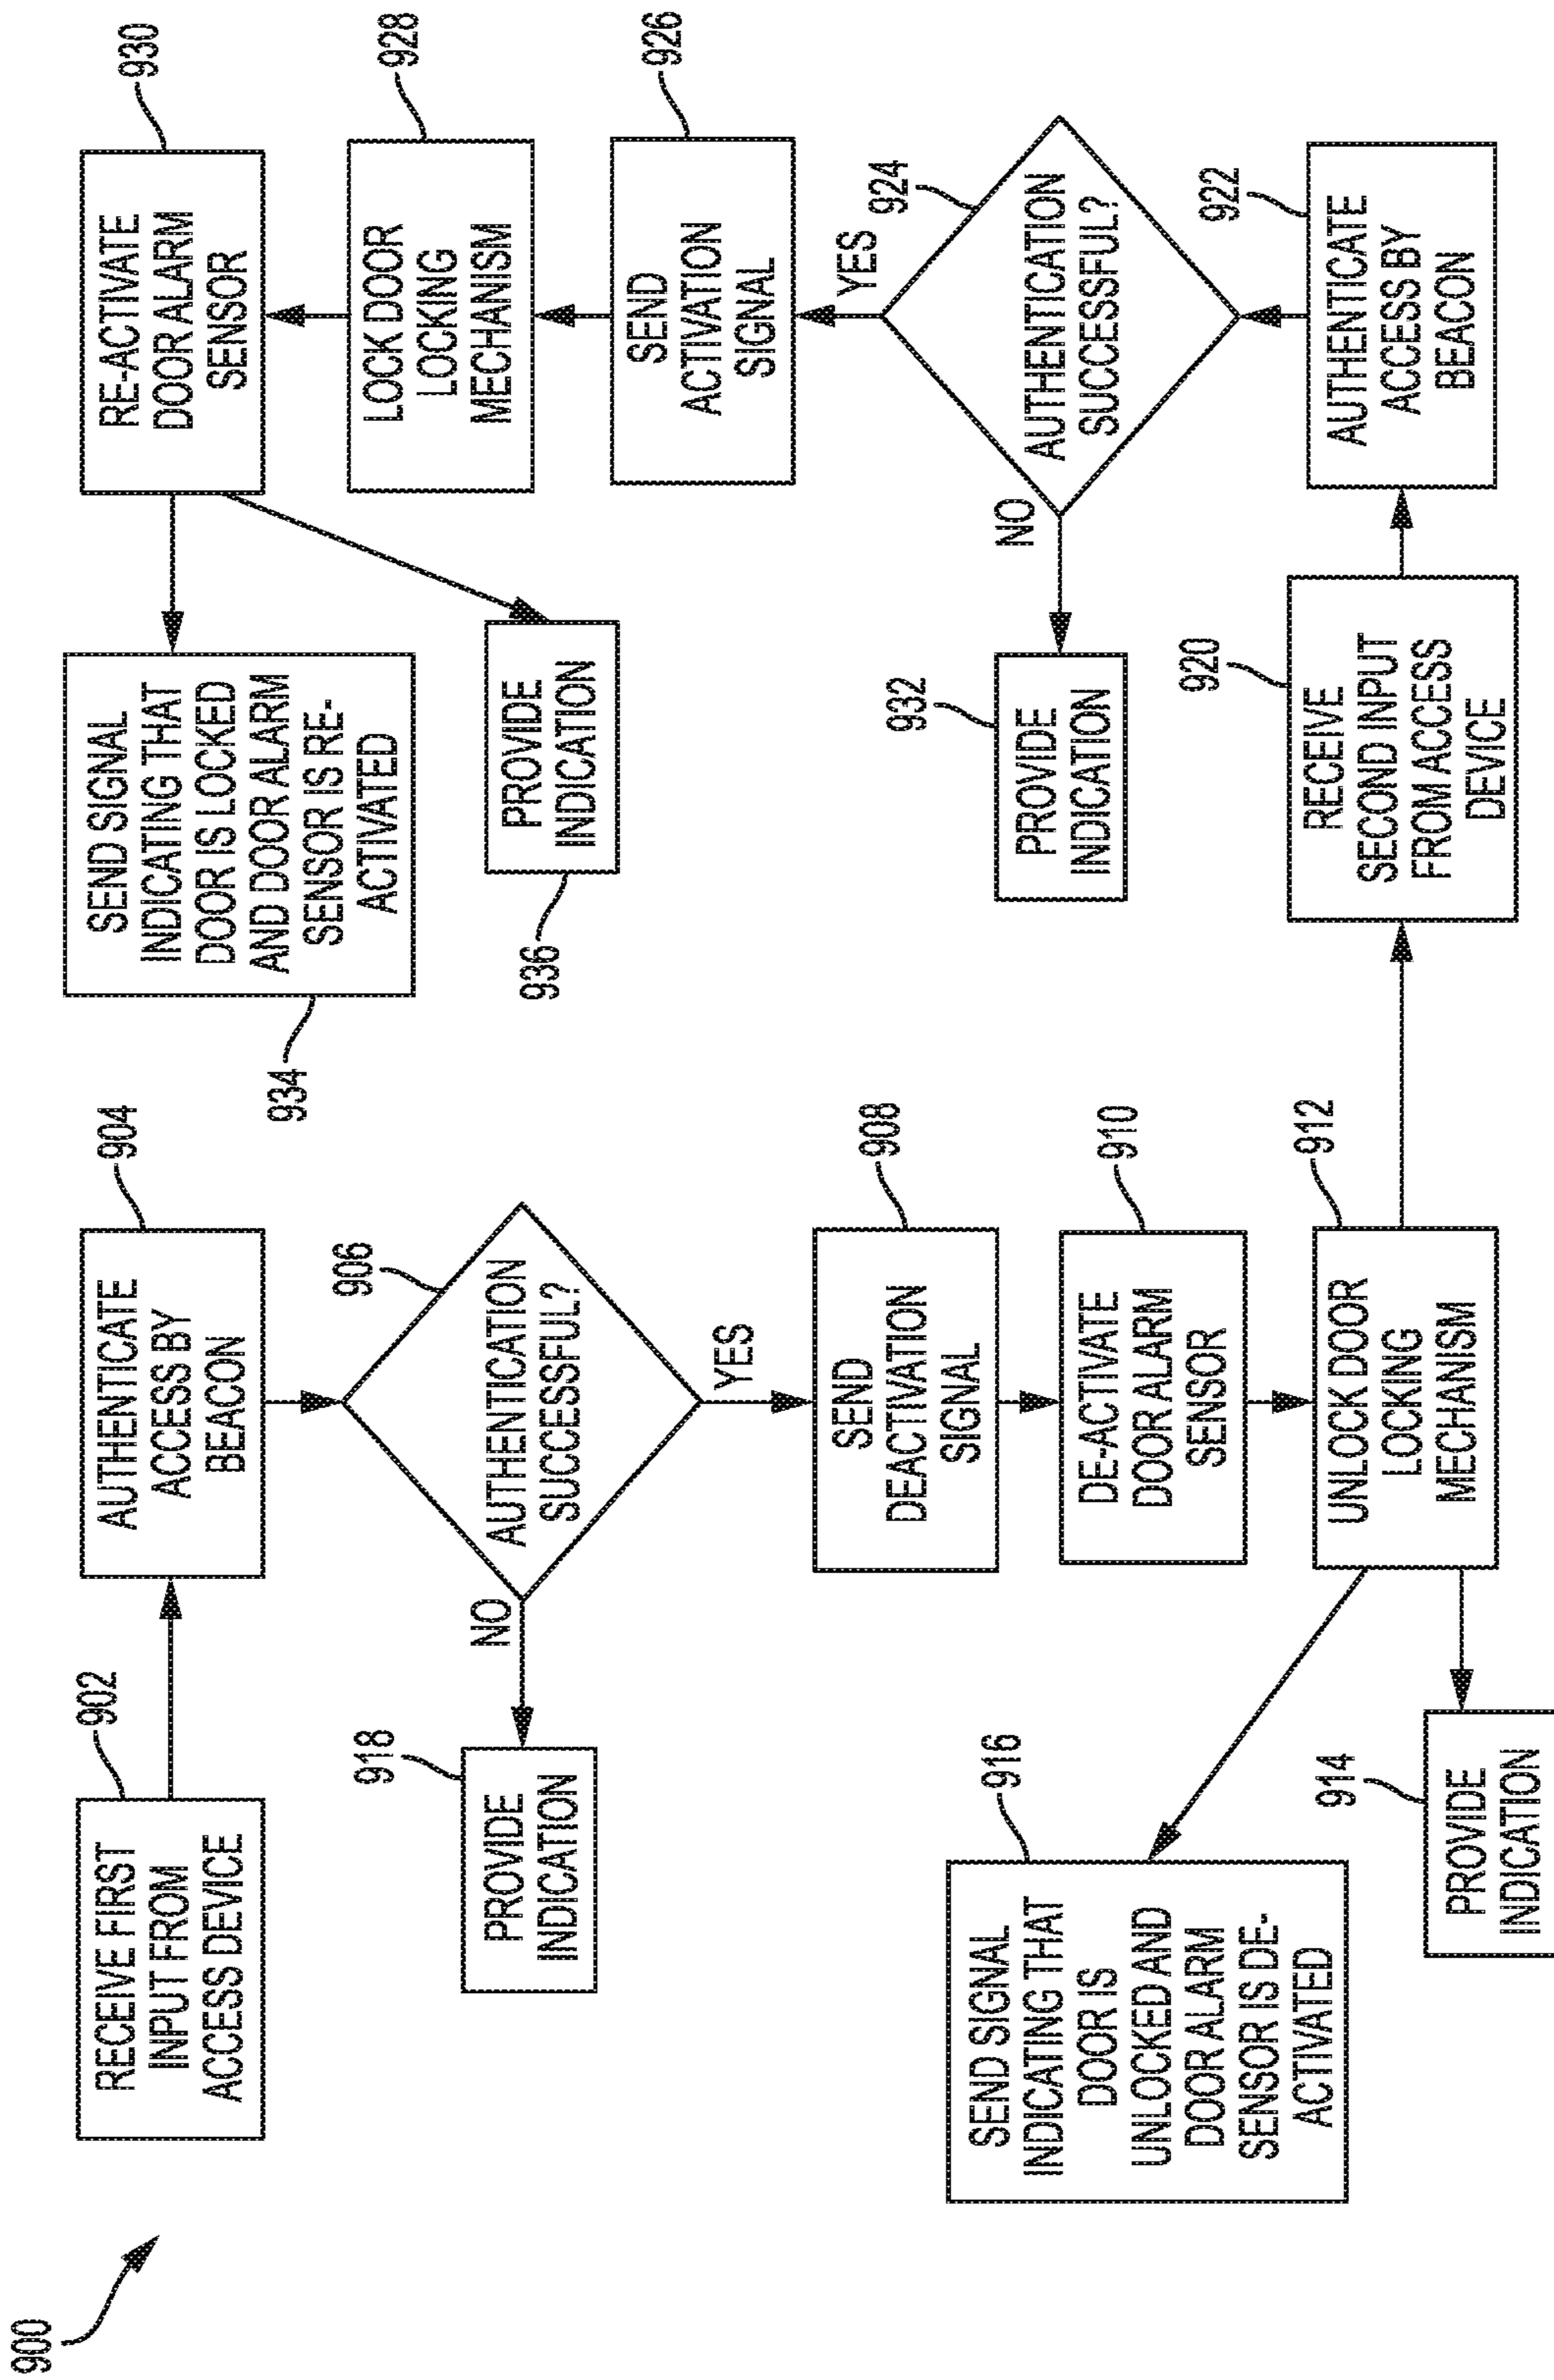 900
902
RECEIVE FIRST
INPUT FROM
ACCESS DEVICE
904
AUTHENTICATE
ACCESS BY
BEACON
906
AUTHENTICATION
SUCCESSFUL?
NO
918
PROVIDE
INDICATION
YES
908
SEND
DEACTIVATION
SIGNAL
910
DE-ACTIVATE
DOOR ALARM
SENSOR
912
UNLOCK DOOR
LOCKING
MECHANISM
916
SEND SIGNAL
INDICATING THAT
DOOR IS
UNLOCKED AND
DOOR ALARM
SENSOR IS DE-
ACTIVATED
914
PROVIDE
INDICATION
920
RECEIVE
SECOND INPUT
FROM ACCESS
DEVICE
922
AUTHENTICATE
ACCESS BY
BEACON
924
AUTHENTICATION
SUCCESSFUL?
NO
932
PROVIDE
INDICATION
YES
926
SEND
ACTIVATION
SIGNAL
928
LOCK DOOR
LOCKING
MECHANISM
930
RE-ACTIVATE
DOOR ALARM
SENSOR
934
SEND SIGNAL
INDICATING THAT
DOOR IS LOCKED
AND DOOR ALARM
SENSOR IS RE-
ACTIVATED
936
PROVIDE
INDICATION